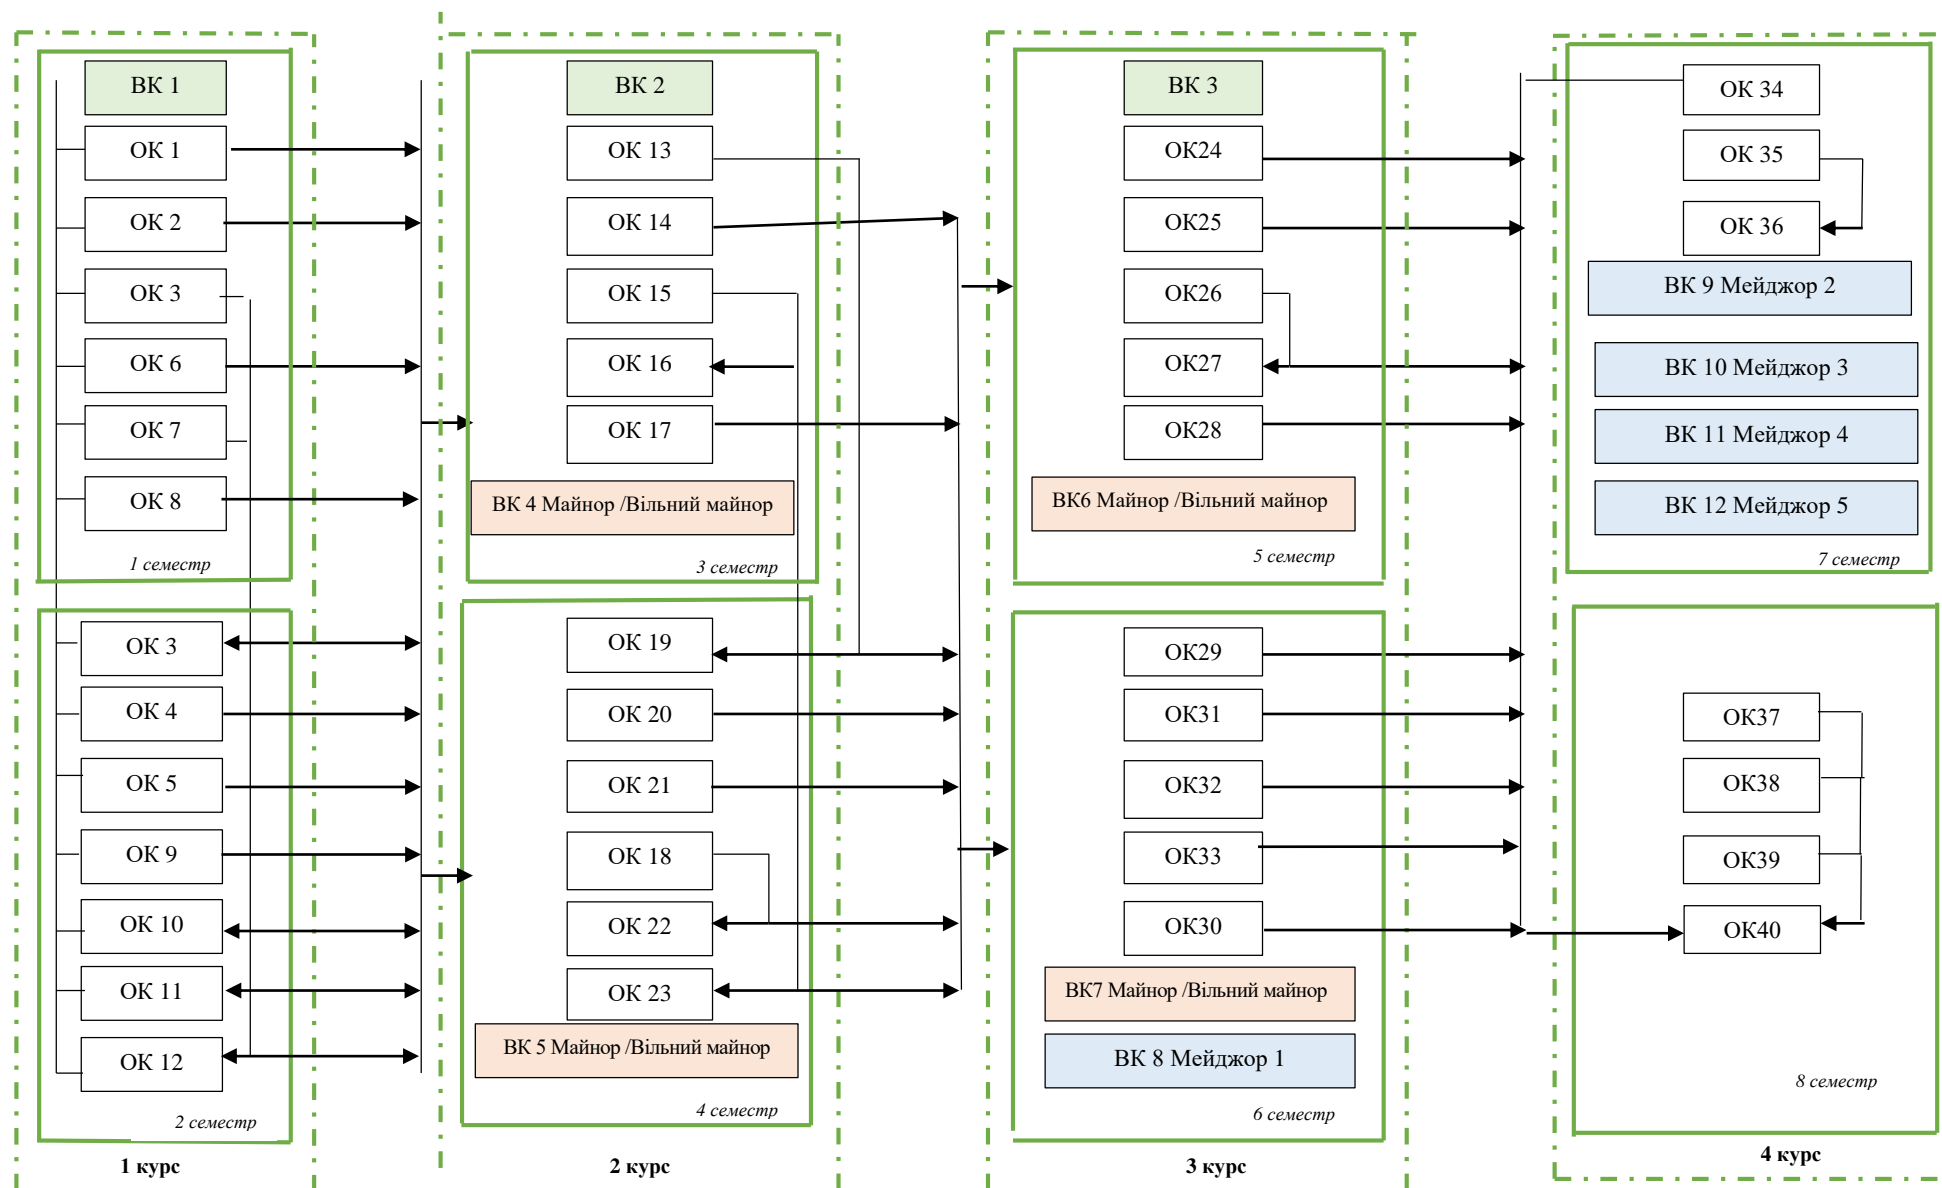 ВК 1
ОК 1
ОК 2
ОК 3
ОК 6
ОК 7
ОК 8
1 семестр
ОК 3
ОК 4
ОК 5
ОК 9
ОК 10
ОК 11
ОК 12
2 семестр
1 курс
ВК 2
ОК 13
ОК 14
ОК 15
ОК 16
ОК 17
ВК 4 Майнор /Вільний майнор
3 семестр
ОК 19
ОК 20
ОК 21
ОК 18
ОК 22
ОК 23
ВК 5 Майнор /Вільний майнор
4 семестр
2 курс
ВК 3
ОК24
ОК25
ОК26
ОК27
ОК28
ВК6 Майнор /Вільний майнор
5 семестр
ОК29
ОК31
ОК32
ОК33
ОК30
ВК7 Майнор /Вільний майнор
ВК 8 Мейджор 1
6 семестр
3 курс
ОК 34
ОК 35
ОК 36
ВК 9 Мейджор 2
ВК 10 Мейджор 3
ВК 11 Мейджор 4
ВК 12 Мейджор 5
7 семестр
ОК37
ОК38
ОК39
ОК40
8 семестр
4 курс